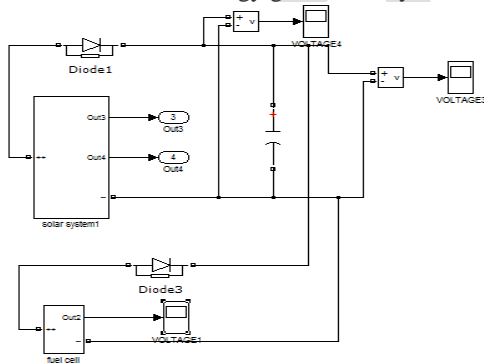 +
-
v
VOLTAGE4
Diode1
+
-
v
VOLTAGE3
Out3
3
Out3
Out4
4
Out4
+
++
-
solar system1
Diode3
Out2
VOLTAGE1
++
-
fuel cell